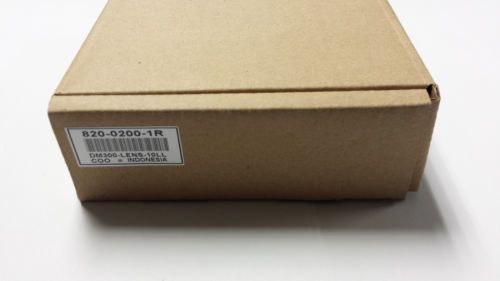 820-0200-1R
DM300-LENS-10LL
COO = INDONESIA